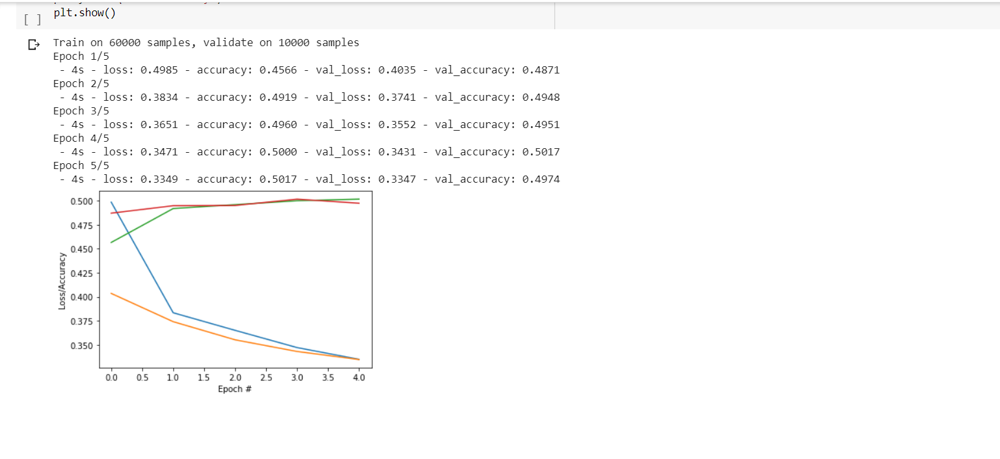 plt.show()
[ ]
Train on 60000 samples, validate on 10000 samples
Epoch 1/5
- 4s - loss: 0.4985 - accuracy: 0.4566 - val_loss: 0.4035 - val_accuracy: 0.4871
Epoch 2/5
- 4s - loss: 0.3834 - accuracy: 0.4919 - val_loss: 0.3741 - val_accuracy: 0.4948
Epoch 3/5
- 4s - loss: 0.3651 - accuracy: 0.4960 - val_loss: 0.3552 - val_accuracy: 0.4951
Epoch 4/5
- 4s - loss: 0.3471 - accuracy: 0.5000 - val_loss: 0.3431 - val_accuracy: 0.5017
Epoch 5/5
- 4s - loss: 0.3349 - accuracy: 0.5017 - val_loss: 0.3347 - val_accuracy: 0.4974
0.500
0.475
0.450
0.425
0.400
0.375
0.350
Loss/Accuracy
0.0 0.5 1.0 1.5 2.0 2.5 3.0 3.5 4.0
Epoch #